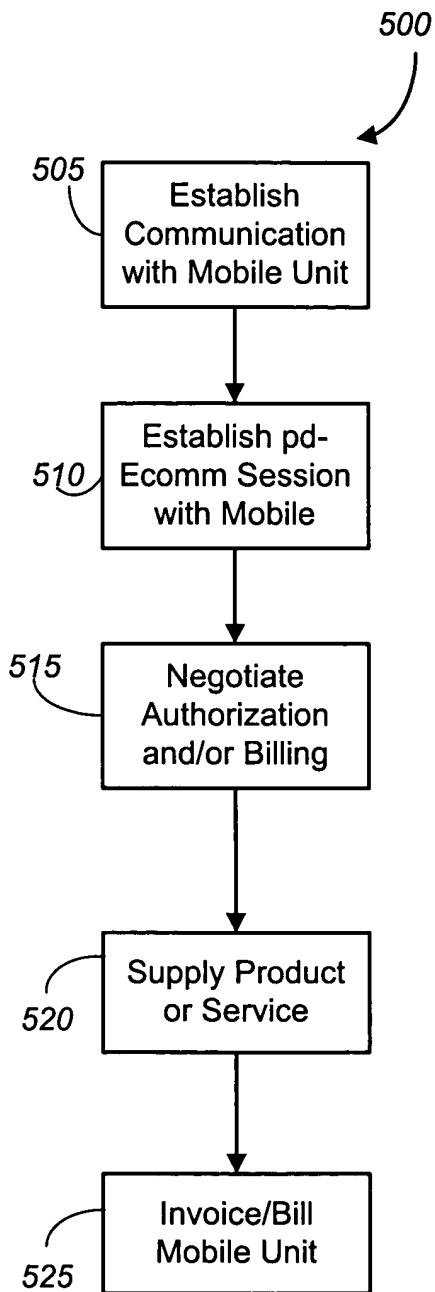 500
505
Establish
Communication
with Mobile Unit
510
Establish pd-
Ecomm Session
with Mobile
515
Negotiate
Authorization
and/or Billing
520
Supply Product
or Service
525
Invoice/Bill
Mobile Unit